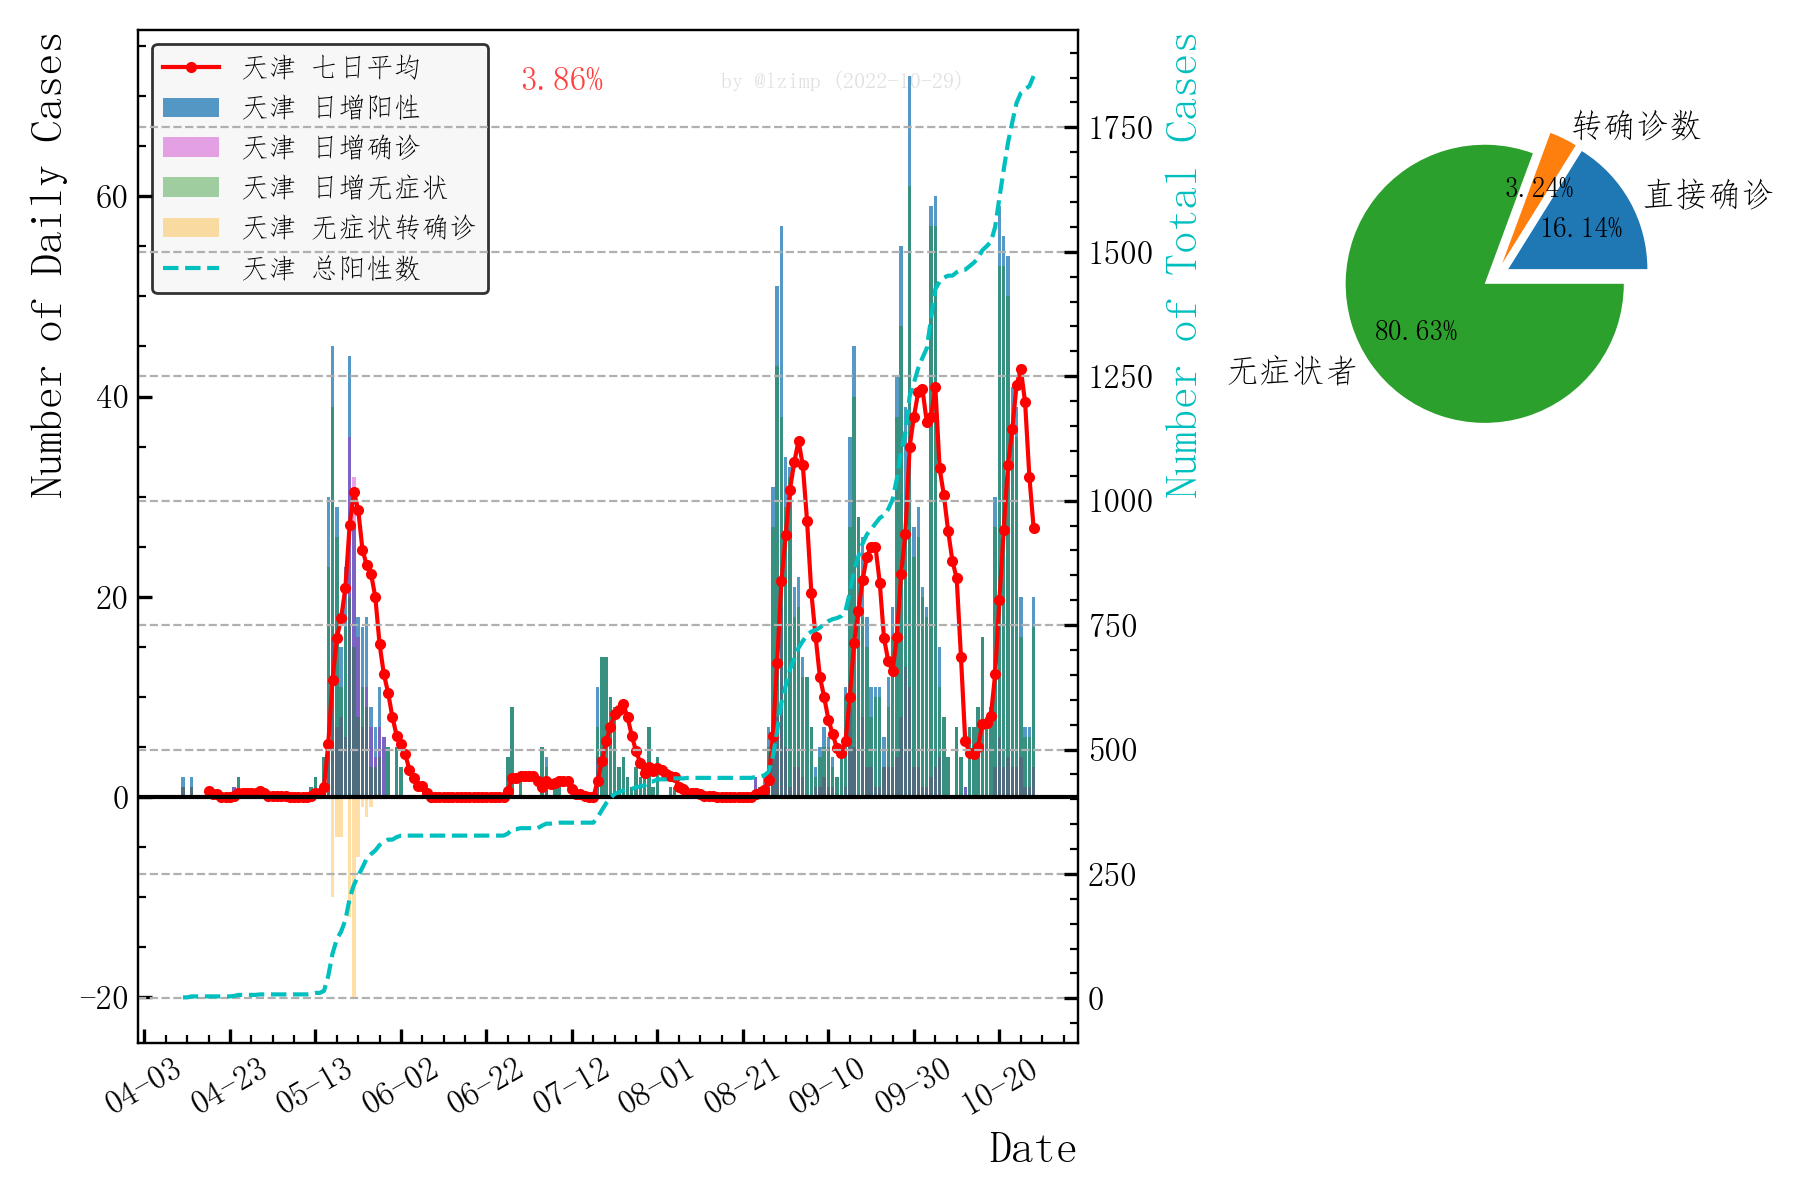 Number of Daily Cases
天津 七日平均
天津 日增阳性
天津 日增确诊
天津 日增无症状
天津 无症状转确诊
天津 总阳性数
3.86%
by @lzimp (2022-10-29)
60
40
20
0
−20
04-03
04-23
05-13
06-02
06-22
07-12
08-01
08-21
09-10
09-30
10-20
Date
1750
1500
1250
1000
750
500
250
0
Number of Total Cases
转确诊数
3.24%
直接确诊
16.14%
80.63%
无症状者